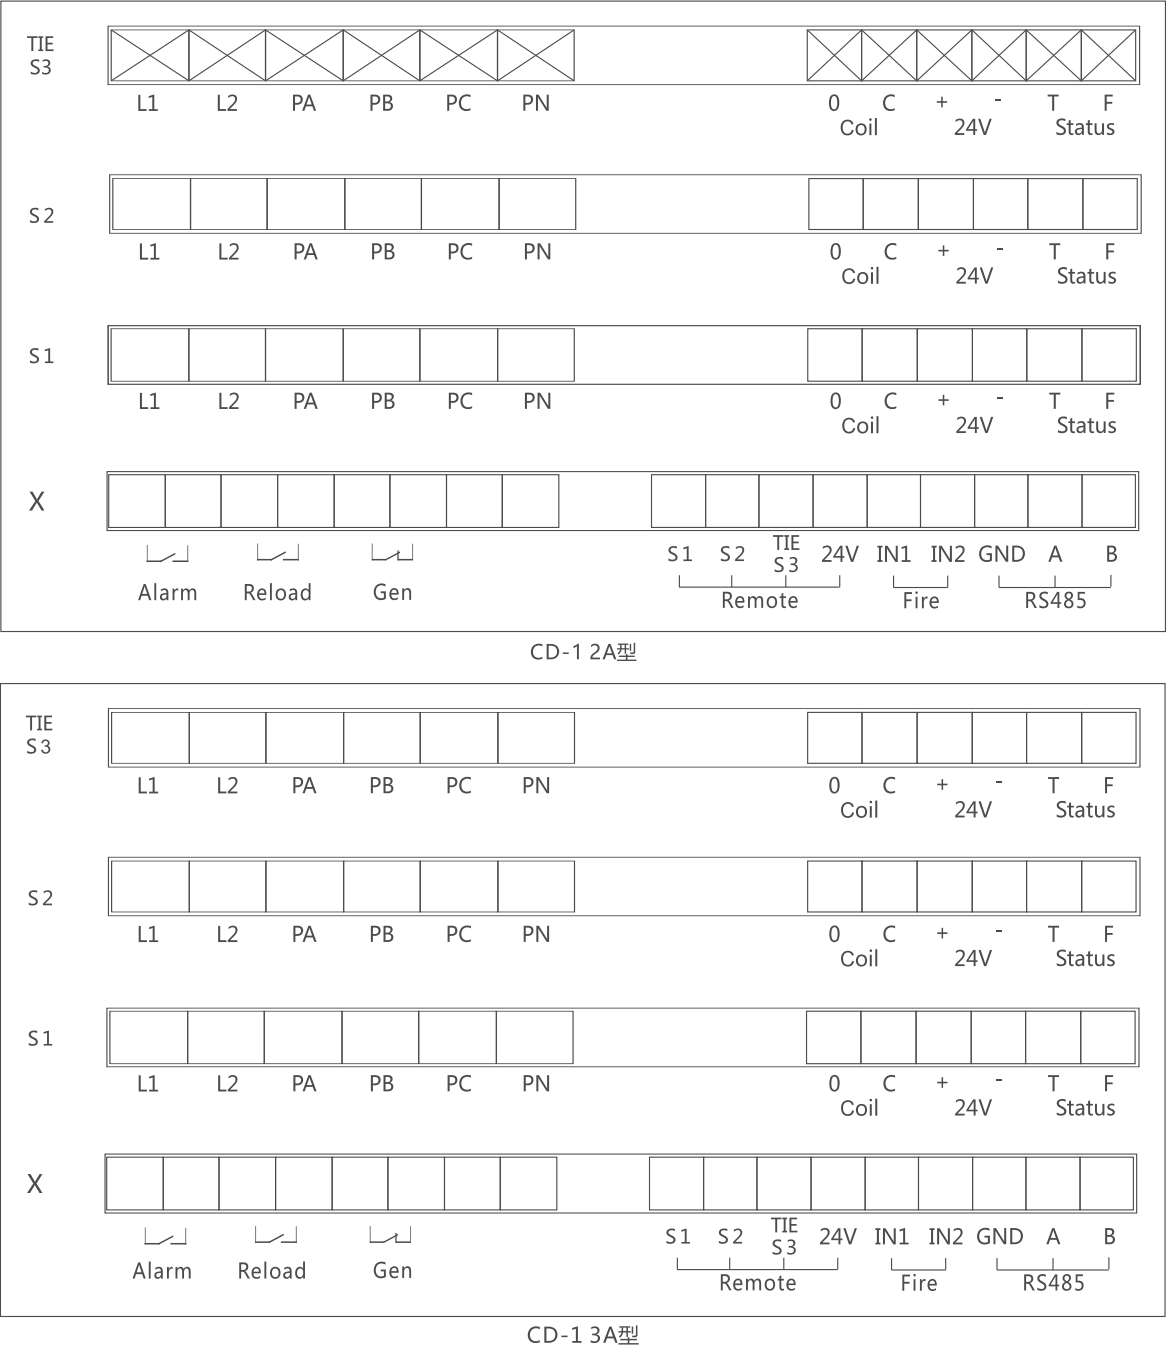 TIE
S3
L1 L2 PA PB PC PN 0 C + - T F
Coil 24V Status
S2
L1 L2 PA PB PC PN 0 C + - T F
Coil 24V Status
S1
L1 L2 PA PB PC PN 0 C + - T F
Coil 24V Status
X
S1 S2 TIE S3 24V IN1 IN2 GND A B
Alarm Reload Gen Remote Fire RS485
CD-1 2A型
TIE
S3
L1 L2 PA PB PC PN 0 C + - T F
Coil 24V Status
S2
L1 L2 PA PB PC PN 0 C + - T F
Coil 24V Status
S1
L1 L2 PA PB PC PN 0 C + - T F
Coil 24V Status
X
S1 S2 TIE S3 24V IN1 IN2 GND A B
Alarm Reload Gen Remote Fire RS485
CD-1 3A型